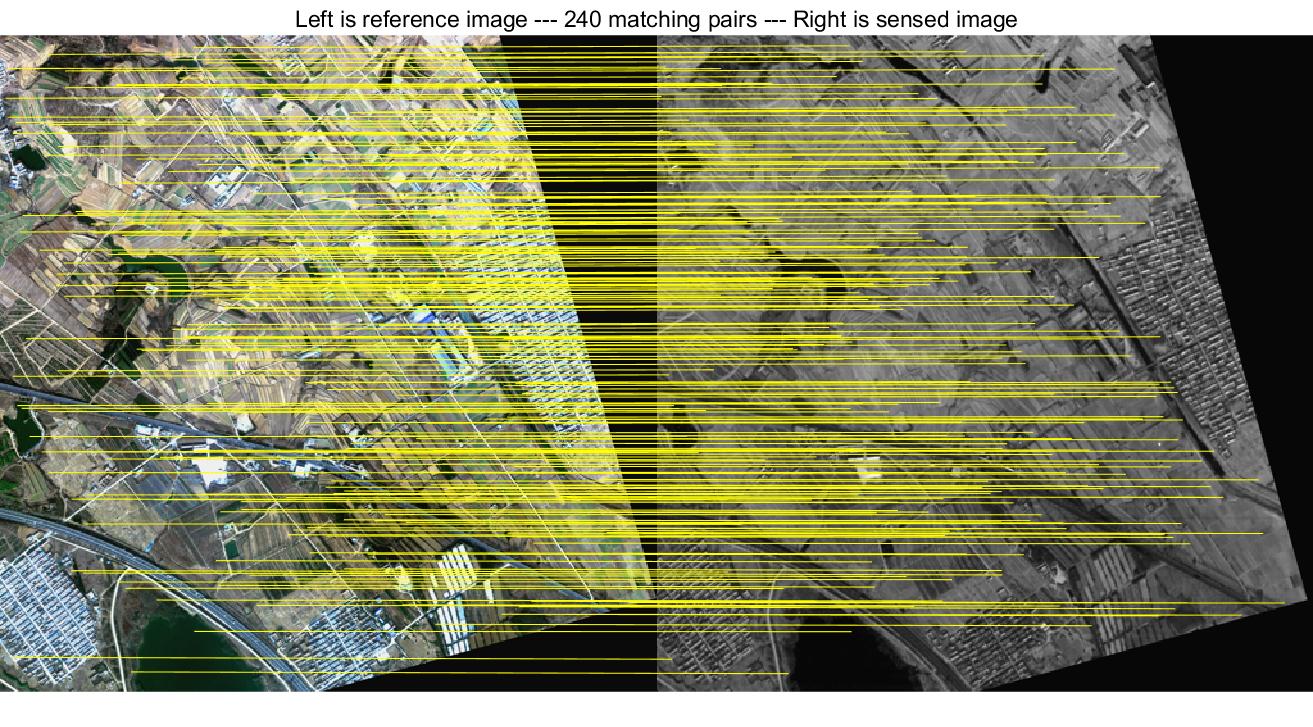 Left is reference image --- 240 matching pairs --- Right is sensed image